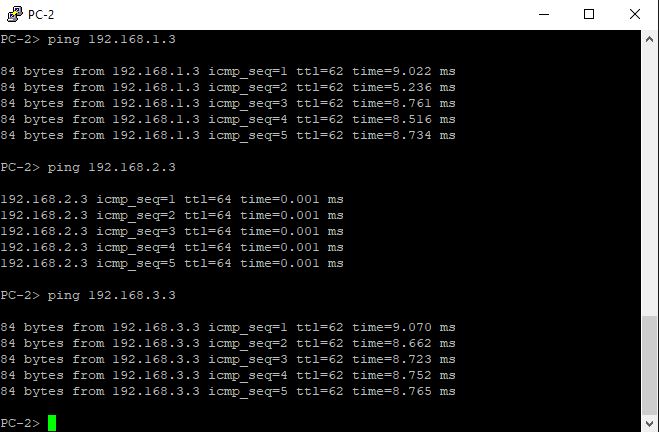 PC-2
PC-2> ping 192.168.1.3
84 bytes from 192.168.1.3 icmp_seq=1 ttl=62 time=9.022 ms
84 bytes from 192.168.1.3 icmp_seq=2 ttl=62 time=5.236 ms
84 bytes from 192.168.1.3 icmp_seq=3 ttl=62 time=8.761 ms
84 bytes from 192.168.1.3 icmp_seq=4 ttl=62 time=8.516 ms
84 bytes from 192.168.1.3 icmp_seq=5 ttl=62 time=8.734 ms
PC-2> ping 192.168.2.3
192.168.2.3 icmp_seq=1 ttl=64 time=0.001 ms
192.168.2.3 icmp_seq=2 ttl=64 time=0.001 ms
192.168.2.3 icmp_seq=3 ttl=64 time=0.001 ms
192.168.2.3 icmp_seq=4 ttl=64 time=0.001 ms
192.168.2.3 icmp_seq=5 ttl=64 time=0.001 ms
PC-2> ping 192.168.3.3
84 bytes from 192.168.3.3 icmp_seq=1 ttl=62 time=9.070 ms
84 bytes from 192.168.3.3 icmp_seq=2 ttl=62 time=8.662 ms
84 bytes from 192.168.3.3 icmp_seq=3 ttl=62 time=8.723 ms
84 bytes from 192.168.3.3 icmp_seq=4 ttl=62 time=8.752 ms
84 bytes from 192.168.3.3 icmp_seq=5 ttl=62 time=8.765 ms
PC-2>